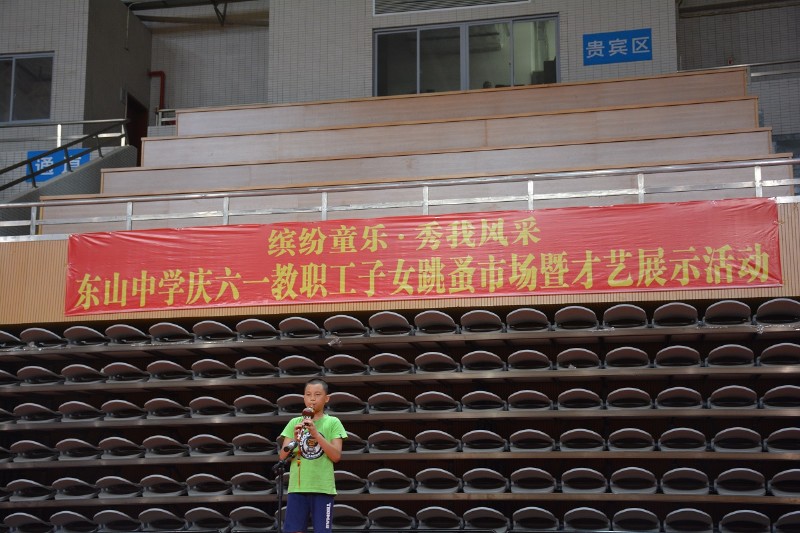 贵宾区
缤纷童乐·秀我风采
东山中学庆六一教职工子女跳蚤市场暨才艺展示活动